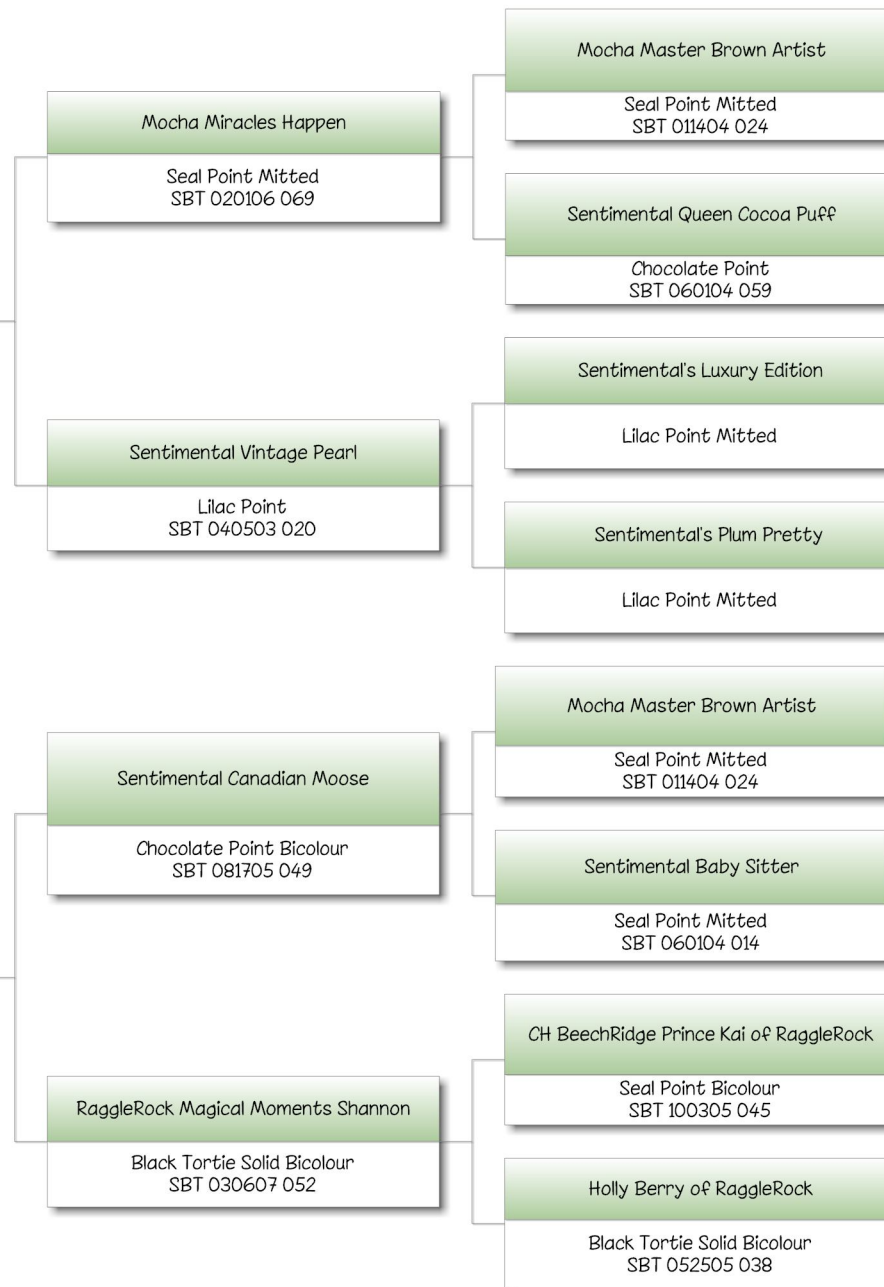 Mocha Miracles Happen
Seal Point Mitted
SBT 020106 069
Mocha Master Brown Artist
Seal Point Mitted
SBT 011404 024
Sentimental Queen Cocoa Puff
Chocolate Point
SBT 060104 059
Sentimental Vintage Pearl
Lilac Point
SBT 040503 020
Sentimental's Luxury Edition
Lilac Point Mitted
Sentimental's Plum Pretty
Lilac Point Mitted
Sentimental Canadian Moose
Chocolate Point Bicolour
SBT 081705 049
Mocha Master Brown Artist
Seal Point Mitted
SBT 011404 024
Sentimental Baby Sitter
Seal Point Mitted
SBT 060104 014
RaggleRock Magical Moments Shannon
Black Tortie Solid Bicolour
SBT 030607 052
CH BeechRidge Prince Kai of RaggleRock
Seal Point Bicolour
SBT 100305 045
Holly Berry of RaggleRock
Black Tortie Solid Bicolour
SBT 052505 038